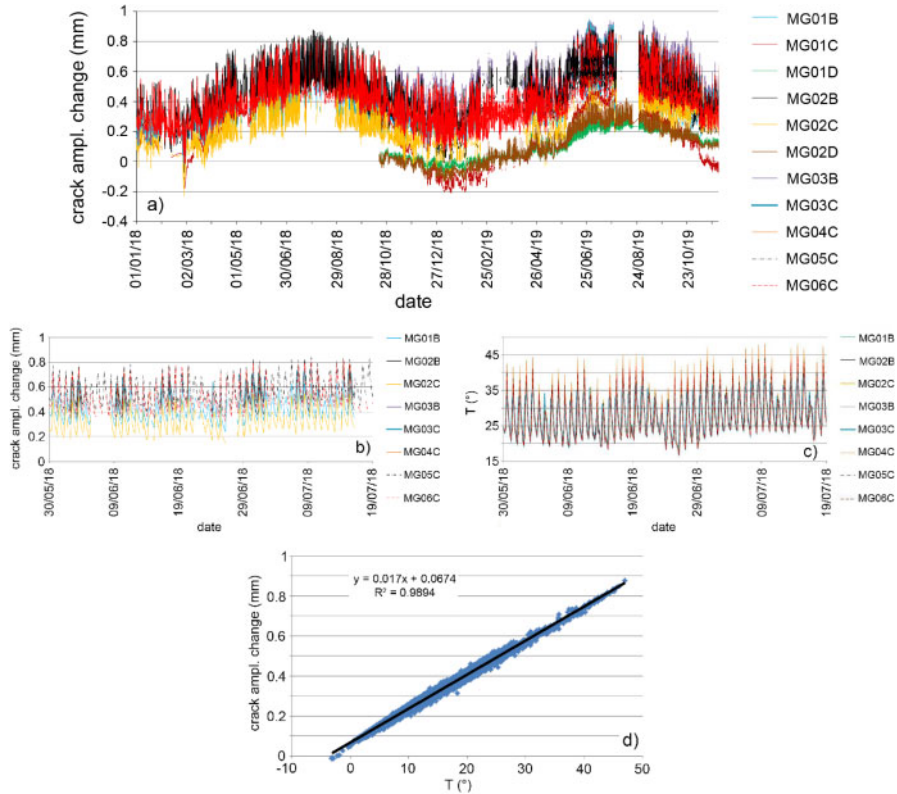 crack ampl. change (mm)
1
0.8
0.6
0.4
0.2
0
-0.2
-0.4
a)
01/01/18
02/03/18
01/05/18
30/06/18
29/08/18
28/10/18
27/12/18
25/02/19
26/04/19
25/06/19
24/08/19
23/10/19
date
MG01B
MG01C
MG01D
MG02B
MG02C
MG02D
MG03B
MG03C
MG04C
MG05C
MG06C
crack ampl. change (mm)
1
0.8
0.6
0.4
0.2
0
b)
30/05/18
09/06/18
19/06/18
29/06/18
09/07/18
19/07/18
date
MG01B
MG02B
MG02C
MG03B
MG03C
MG04C
MG05C
MG06C
T (°)
45
35
25
15
c)
30/05/18
09/06/18
19/06/18
29/06/18
09/07/18
19/07/18
date
MG01B
MG02B
MG02C
MG03B
MG03C
MG04C
MG05C
MG06C
crack ampl. change (mm)
1
0.8
0.6
0.4
0.2
0
y = 0.017x + 0.0674
R² = 0.9894
d)
-10
0
10
20
30
40
50
T (°)